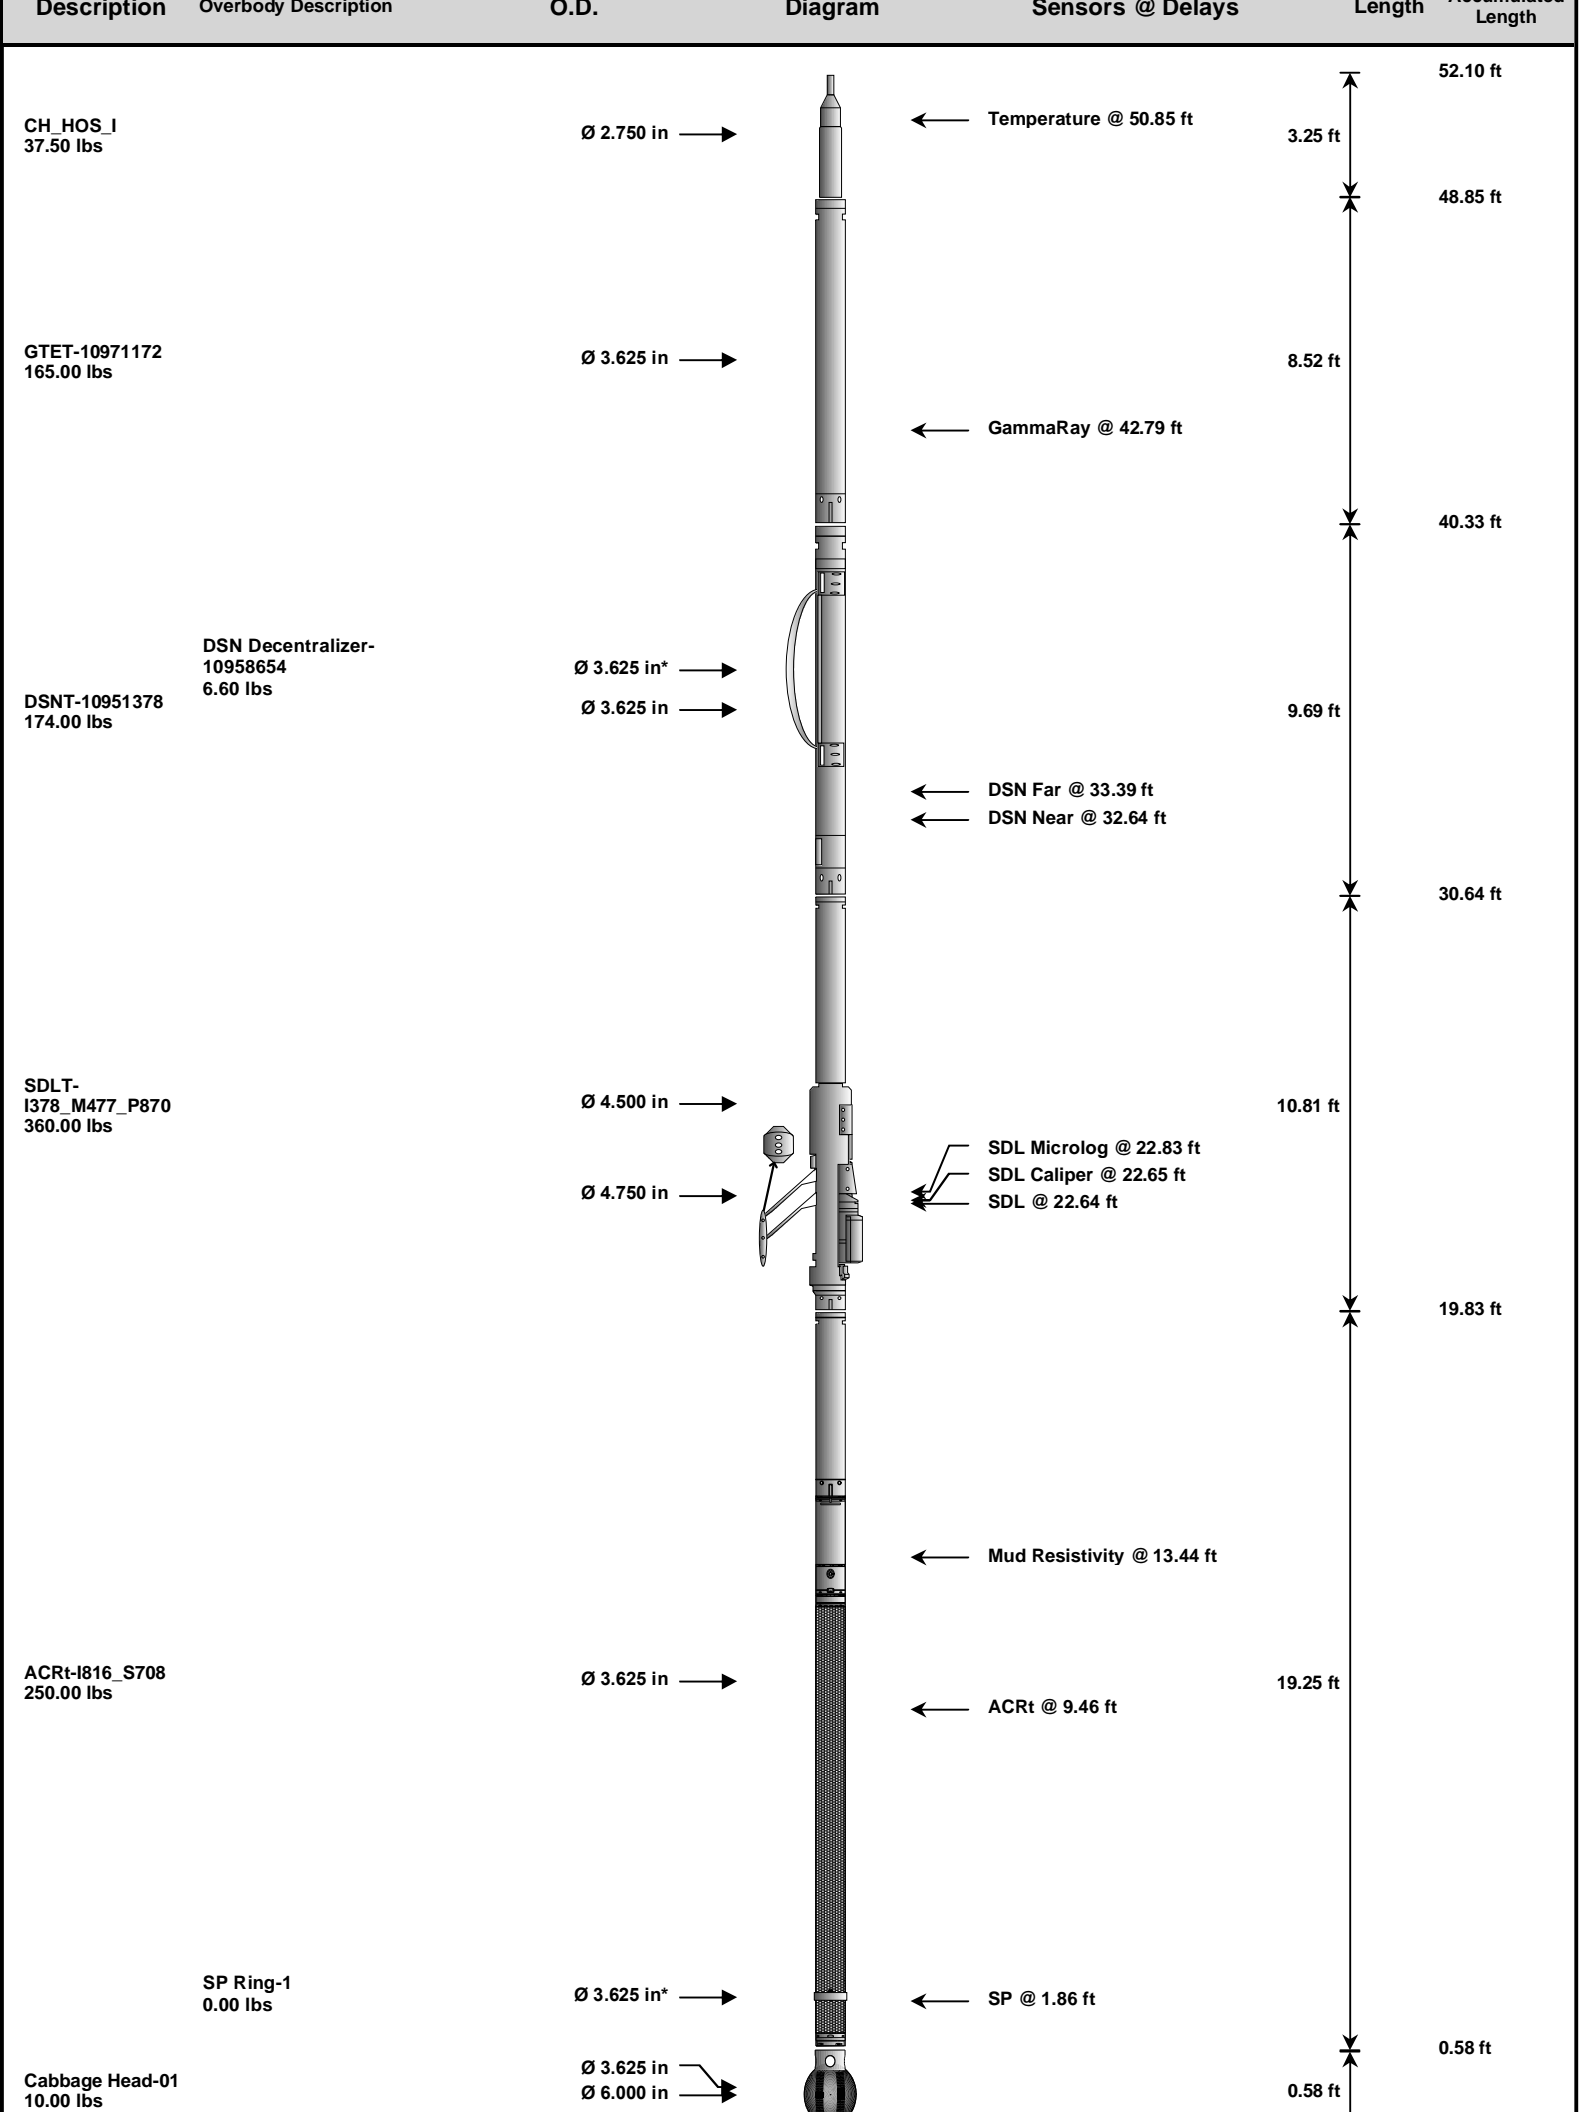 Description Overbody Description O.D. Diagram Sensors @ Delays Length Accumulated
Length
52.10 ft
CH_HOS_I
37.50 lbs
Ø 2.750 in
Temperature @ 50.85 ft
3.25 ft
48.85 ft
GTET-10971172
165.00 lbs
Ø 3.625 in
8.52 ft
GammaRay @ 42.79 ft
40.33 ft
DSN Decentralizer-
10958654
6.60 lbs
Ø 3.625 in*
DSNT-10951378
174.00 lbs
Ø 3.625 in
9.69 ft
DSN Far @ 33.39 ft
DSN Near @ 32.64 ft
30.64 ft
SDLT-
I378_M477_P870
360.00 lbs
Ø 4.500 in
10.81 ft
SDL Microlog @ 22.83 ft
SDL Caliper @ 22.65 ft
Ø 4.750 in
SDL @ 22.64 ft
19.83 ft
Mud Resistivity @ 13.44 ft
ACRt-I816_S708
250.00 lbs
Ø 3.625 in
19.25 ft
ACRt @ 9.46 ft
SP Ring-1
0.00 lbs
Ø 3.625 in*
SP @ 1.86 ft
0.58 ft
Cabbage Head-01
10.00 lbs
Ø 3.625 in
Ø 6.000 in
0.58 ft